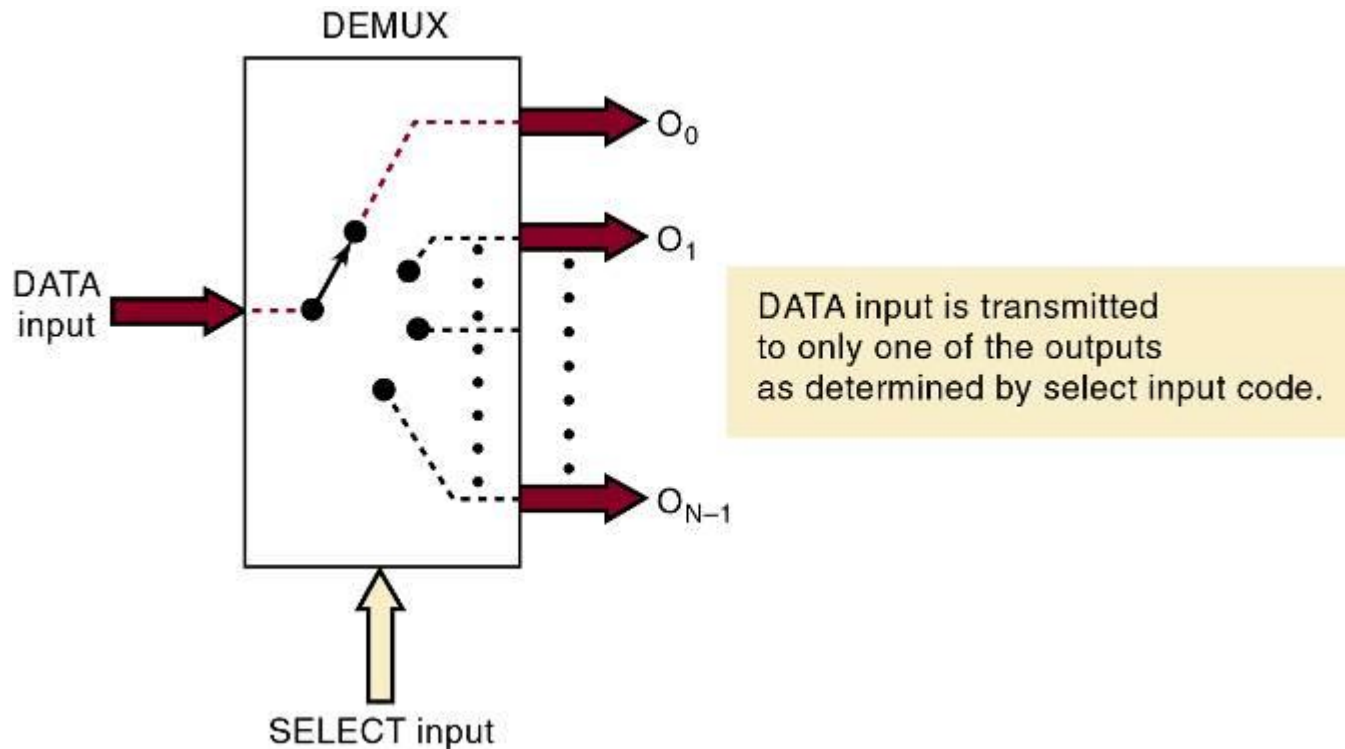 DEMUX
O₀
O₁
DATA
input
DATA input is transmitted
to only one of the outputs
as determined by select input code.
Oₙ₋₁
SELECT input